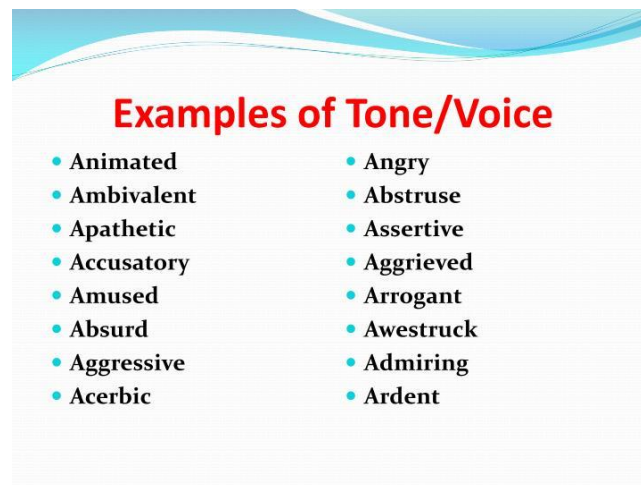 Examples of Tone/Voice
Animated
Ambivalent
Apathetic
Accusatory
Amused
Absurd
Aggressive
Acerbic
Angry
Abstruse
Assertive
Aggrieved
Arrogant
Awestruck
Admiring
Ardent